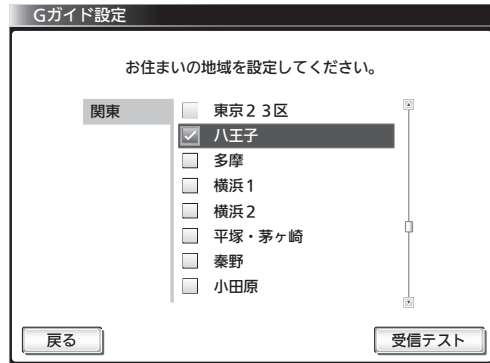 Gガイド設定
お住まいの地域を設定してください。
関東
東京23区
八王子
多摩
横浜1
横浜2
平塚・茅ヶ崎
秦野
小田原
戻る
受信テスト